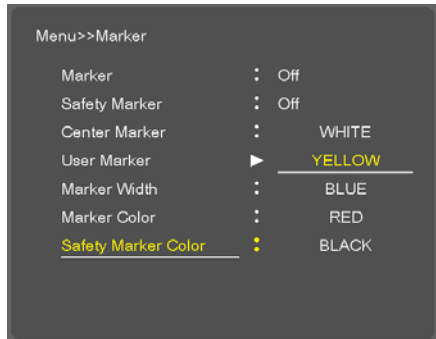 Menu>>Marker
Marker : Off
Safety Marker : Off
Center Marker : WHITE
User Marker ▶ YELLOW
Marker Width : BLUE
Marker Color : RED
Safety Marker Color : BLACK